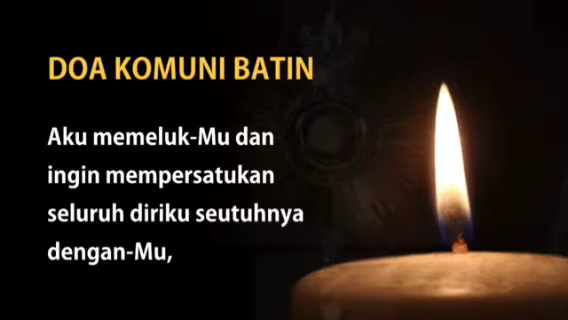 DOA KOMUNI BATIN
Aku memeluk-Mu dan
ingin mempersatukan
seluruh diriku seutuhnya
dengan-Mu,